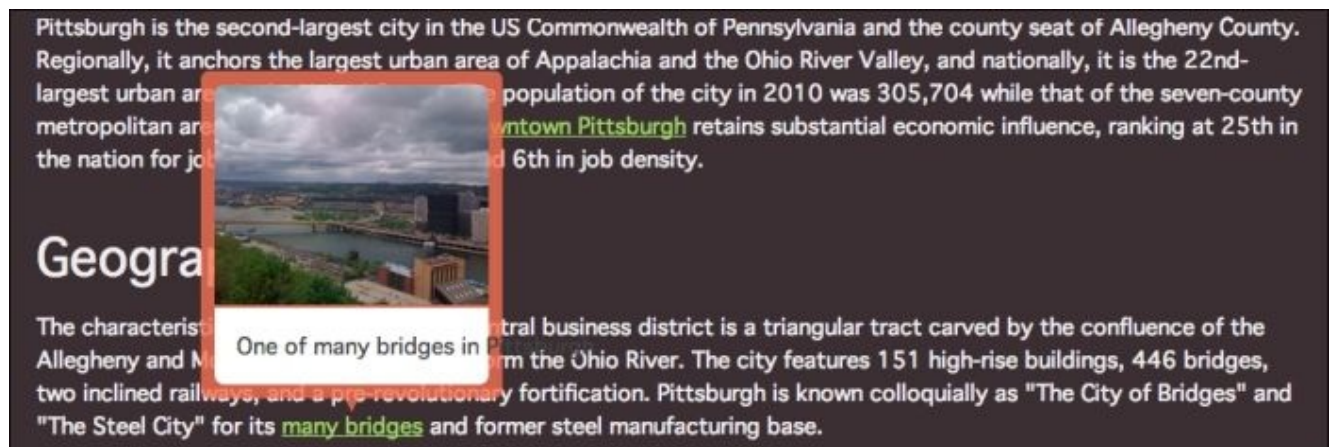 Pittsburgh is the second-largest city in the US Commonwealth of Pennsylvania and the county seat of Allegheny County.
Regionally, it anchors the largest urban area of Appalachia and the Ohio River Valley, and nationally, it is the 22nd-
largest urban population of the city in 2010 was 305,704 while that of the seven-county
metropolitan Downtown Pittsburgh retains substantial economic influence, ranking at 25th in
the nation for 6th in job density.
Geogra
The business district is a triangular tract carved by the confluence of the
One of many bridges in Pittsburgh
Allegheny and the Ohio River. The city features 151 high-rise buildings, 446 bridges,
two inclined railways, and a pre-revolutionary fortification. Pittsburgh is known colloquially as "The City of Bridges" and
"The Steel City" for its many bridges and former steel manufacturing base.